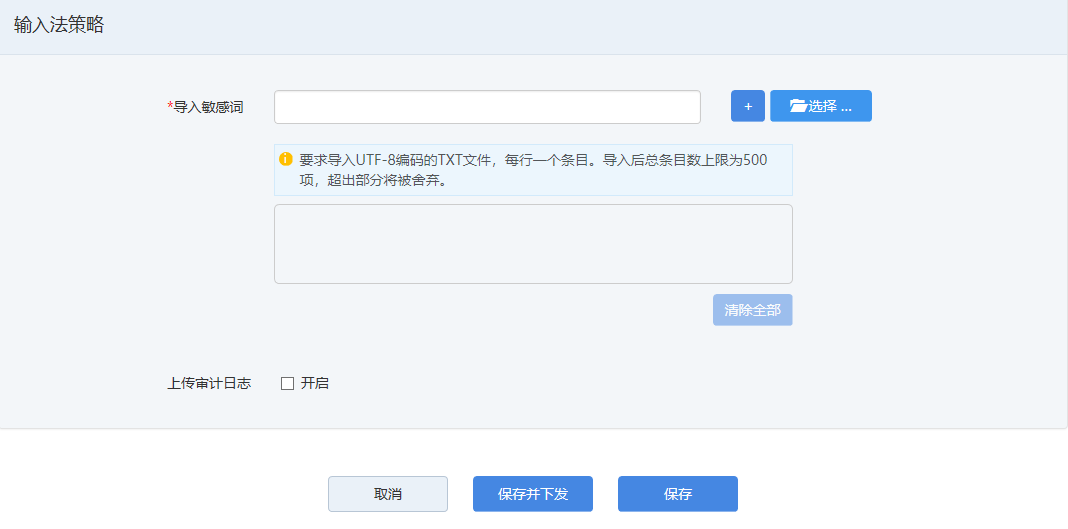 输入法策略
*导入敏感词
+
选择 ...
要求导入UTF-8编码的TXT文件，每行一个条目。导入后总条目数上限为500
项，超出部分将被舍弃。
清除全部
上传审计日志
开启
取消
保存并下发
保存